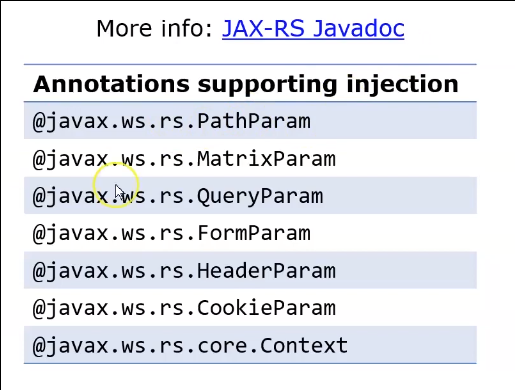 More info: JAX-RS Javadoc
Annotations supporting injection
@javax.ws.rs.PathParam
@javax.ws.rs.MatrixParam
@javax.ws.rs.QueryParam
@javax.ws.rs.FormParam
@javax.ws.rs.HeaderParam
@javax.ws.rs.CookieParam
@javax.ws.rs.core.Context